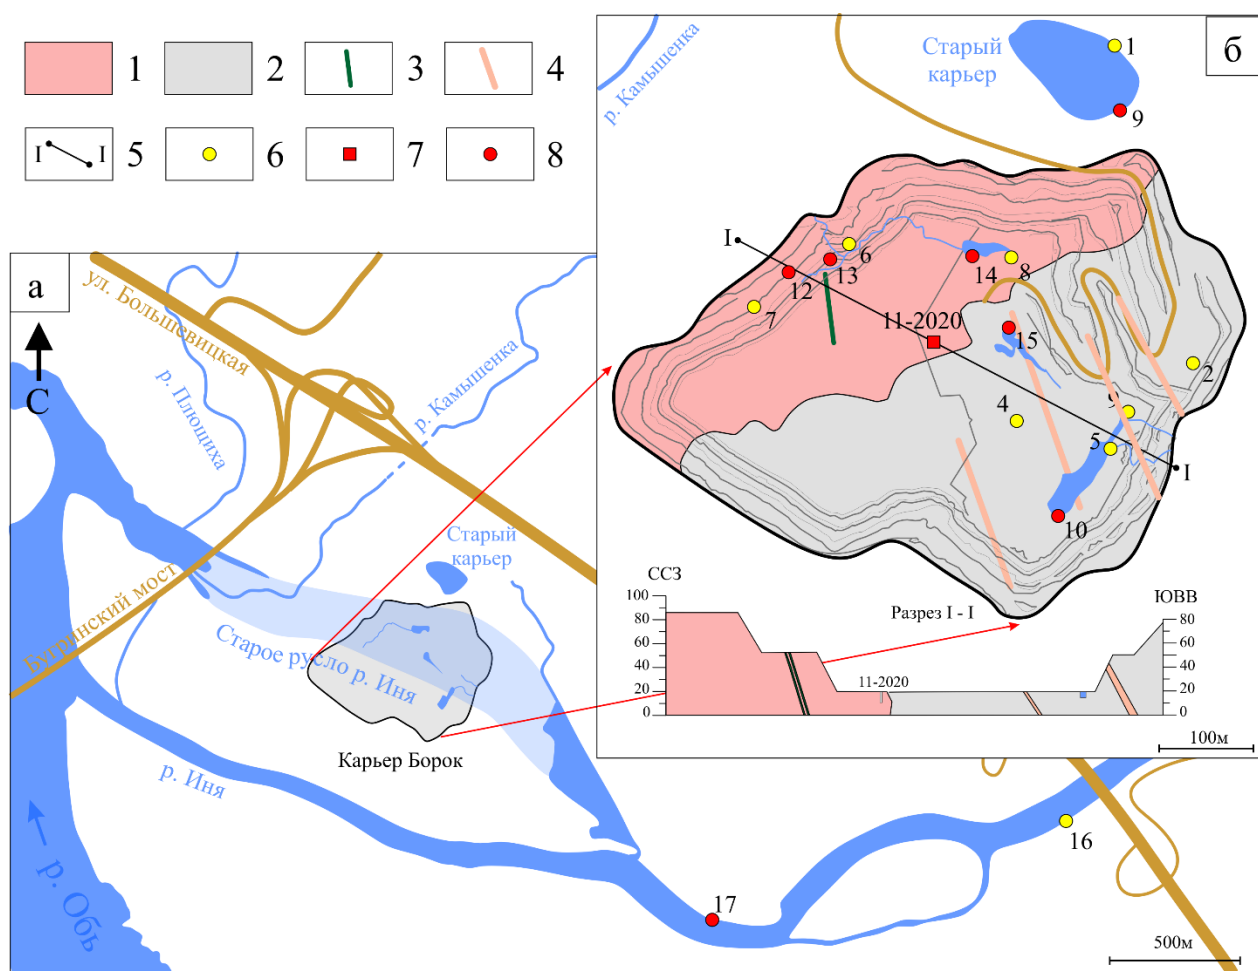 1
2
3
4
I
I
5
6
7
8
а
С
ул. Большевицкая
р. Плющиха
р. Камышенка
Бугринский мост
Старый
карьер
Старое русло р. Иня
Карьер Борок
р. Иня
р. Обь
16
17
500м
б
р. Камышенка
Старый
карьер
1
9
I
6
13
12
14
8
7
11-2020
15
2
4
9
5
I
10
ССЗ
Разрез I - I
ЮВВ
100
80
60
40
20
0
11-2020
80
60
40
20
0
100м